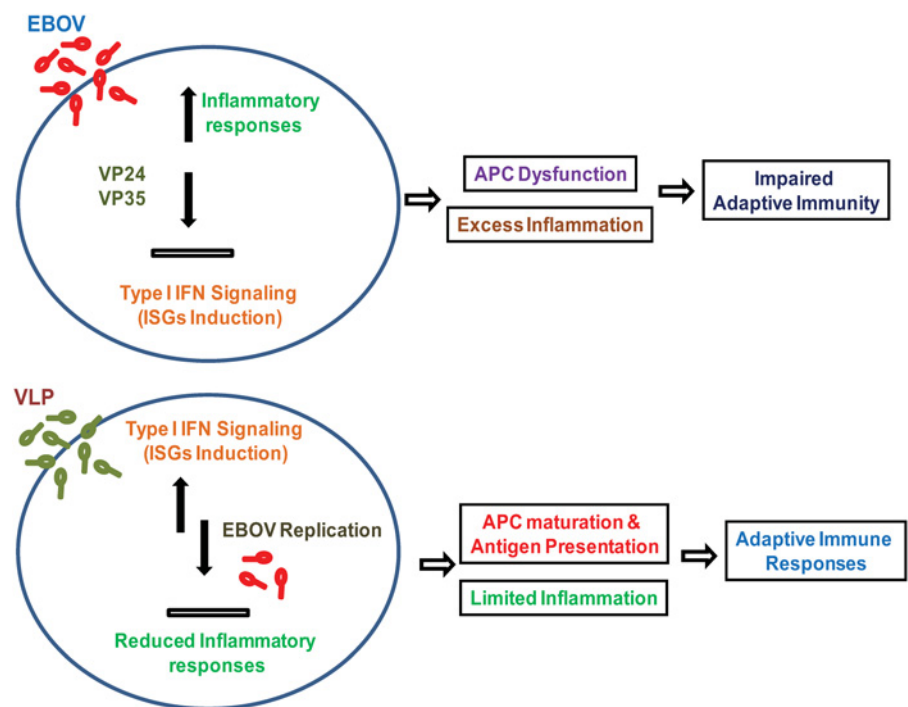 EBOV
Inflammatory
responses
VP24
VP35
Type I IFN Signaling
(ISGs Induction)
APC Dysfunction
Excess Inflammation
Impaired
Adaptive Immunity
VLP
Type I IFN Signaling
(ISGs Induction)
EBOV Replication
Reduced Inflammatory
responses
APC maturation &
Antigen Presentation
Limited Inflammation
Adaptive Immune
Responses